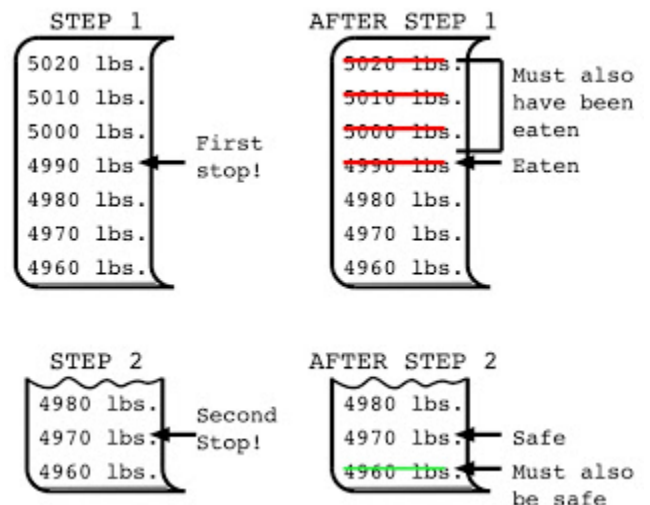 STEP 1
5020 lbs.
5010 lbs.
5000 lbs.
4990 lbs
4980 lbs.
4970 lbs.
4960 lbs.
First
stop!
AFTER STEP 1
5020 lbs.
5010 lbs.
5000 lbs.
4990 lbs
4980 lbs.
4970 lbs.
4960 lbs.
Must also
have been
eaten
Eaten
STEP 2
4980 lbs.
4970 lbs.
4960 lbs.
Second
Stop!
AFTER STEP 2
4980 lbs.
4970 lbs.
4960 lbs.
Safe
Must also
be safe